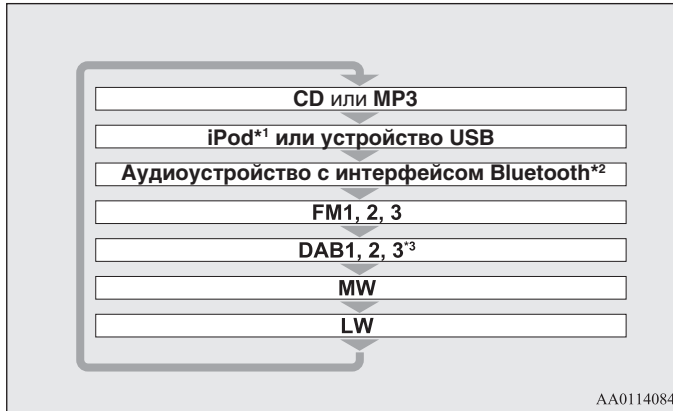 CD или MP3
iPod*1 или устройство USB
Аудиоустройство с интерфейсом Bluetooth*2
FM1, 2, 3
DAB1, 2, 3*3
MW
LW
AA0114084